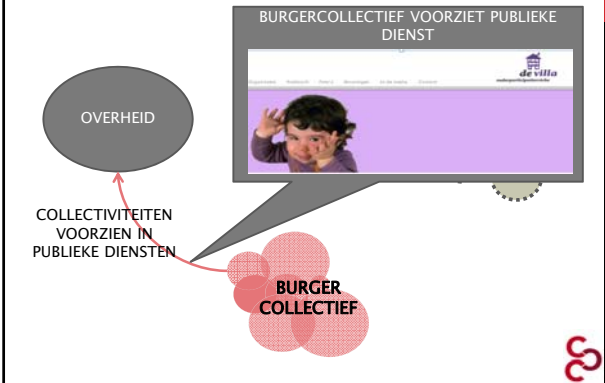 BURGERCOLLECTIEF VOORZIET PUBLIEKE
DIENST
de villa
OVERHEID
COLLECTIVITEITEN
VOORZIEN IN
PUBLIEKE DIENSTEN
BURGER
COLLECTIEF